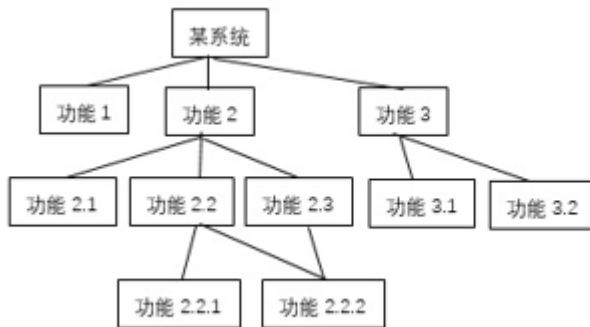 某系统
功能 1
功能 2
功能 3
功能 2.1
功能 2.2
功能 2.3
功能 3.1
功能 3.2
功能 2.2.1
功能 2.2.2